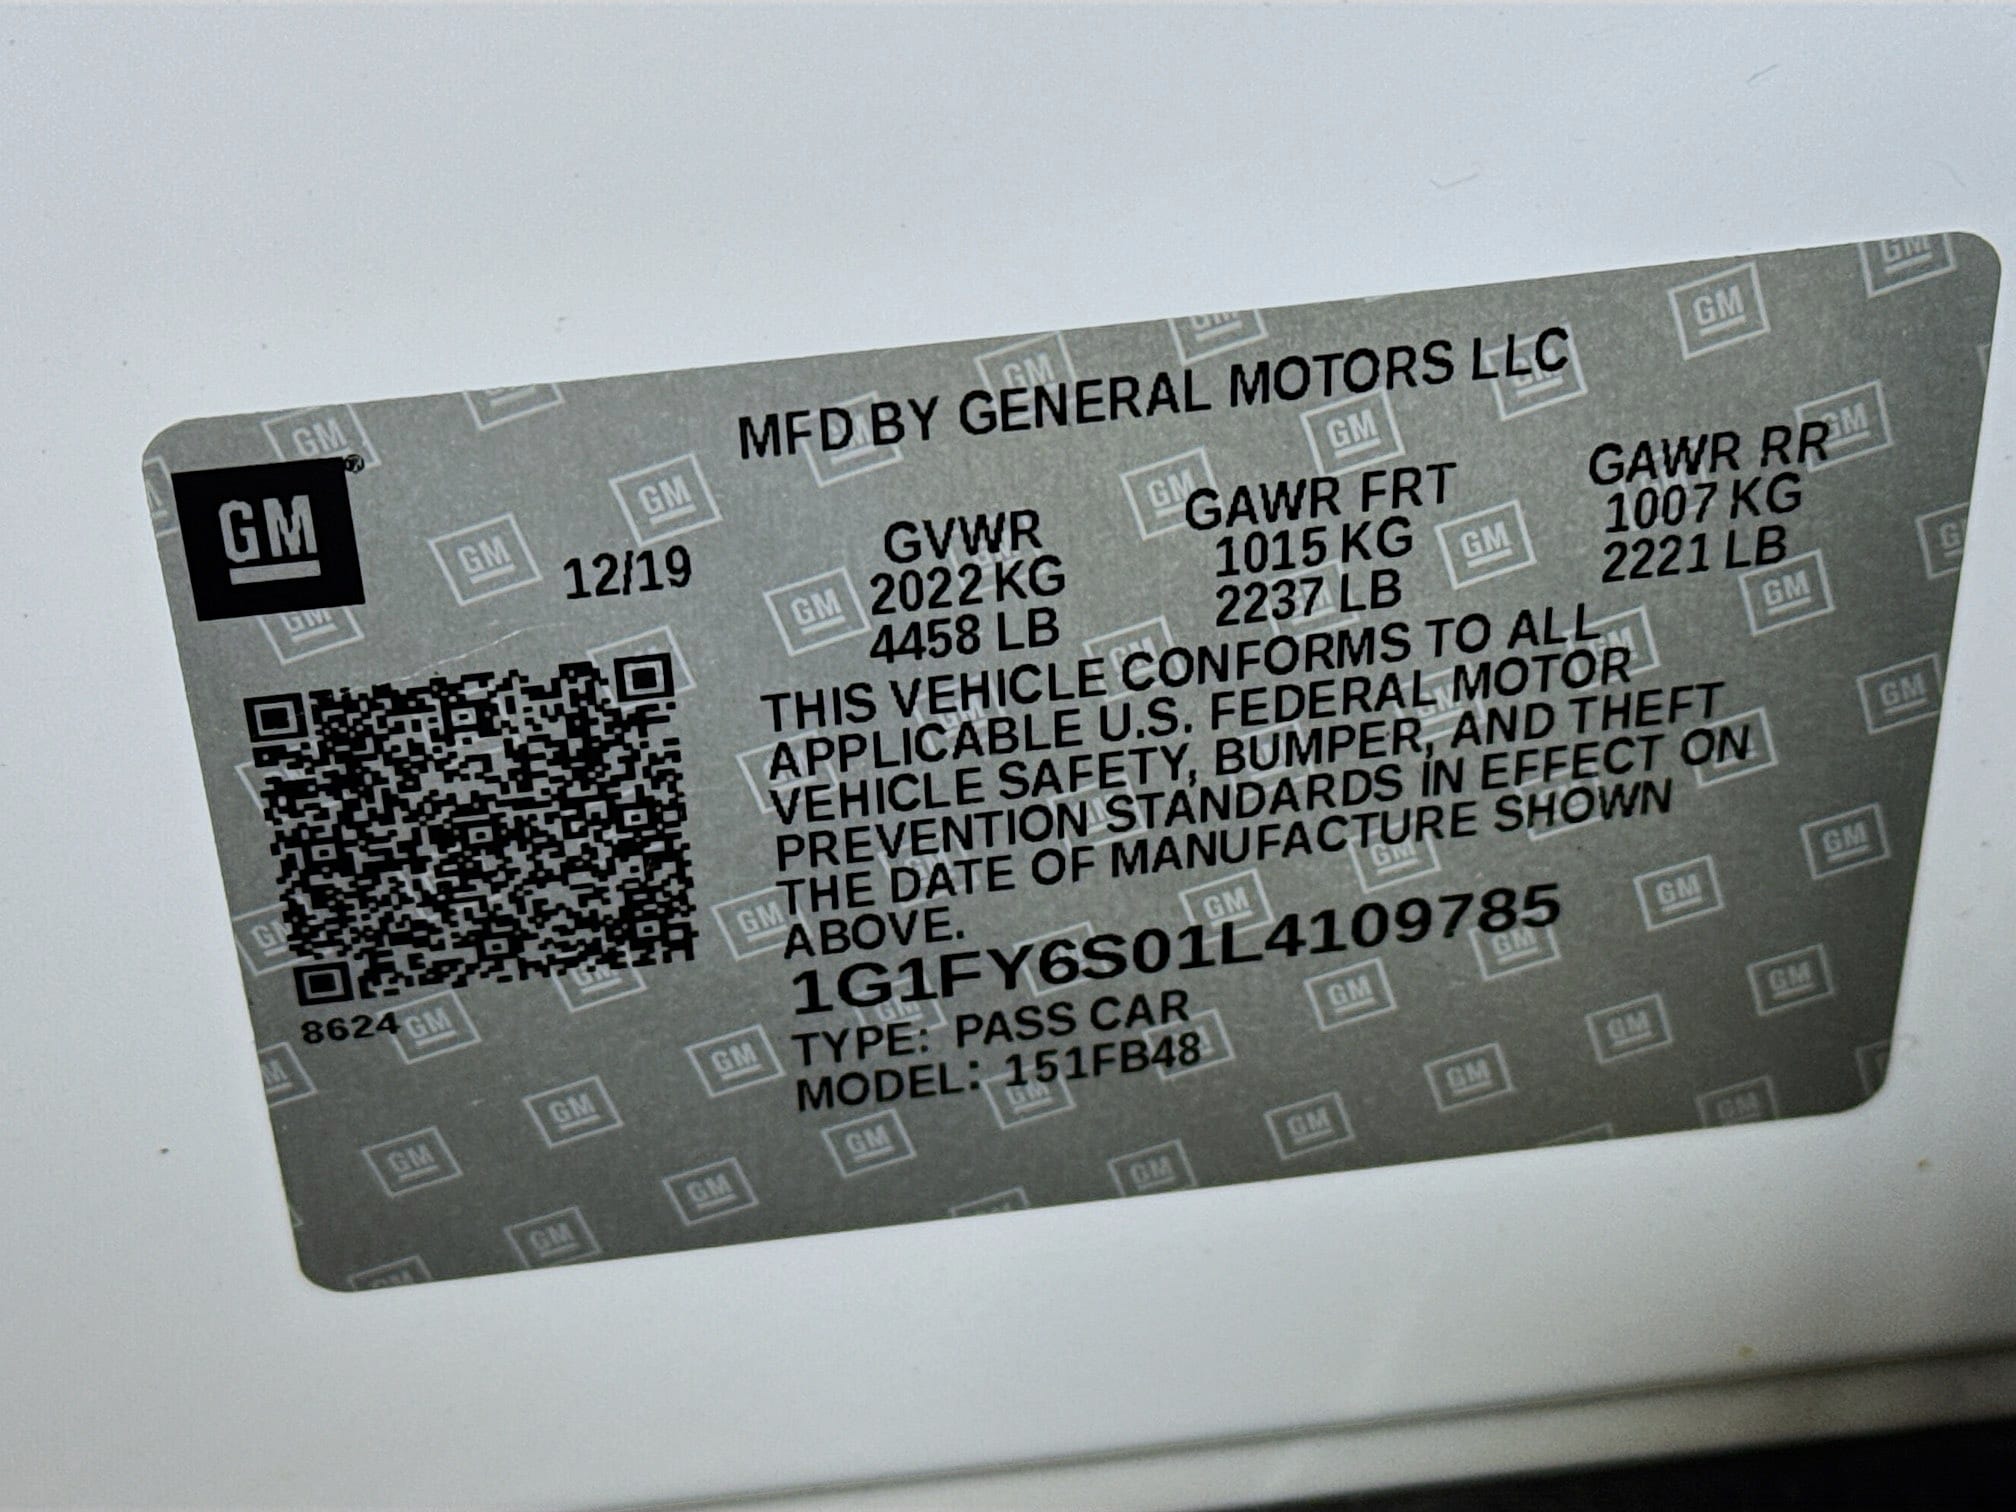 MFD BY GENERAL MOTORS LLC
GM
12/19
GVWR
2022 KG
4458 LB
GAWR FRT
1015 KG
2237 LB
GAWR RR
1007 KG
2221 LB
THIS VEHICLE CONFORMS TO ALL
APPLICABLE U.S. FEDERAL MOTOR
VEHICLE SAFETY, BUMPER, AND THEFT
PREVENTION STANDARDS IN EFFECT ON
THE DATE OF MANUFACTURE SHOWN
ABOVE.
1G1FY6S01L4109785
TYPE: PASS CAR
MODEL: 151FB48
8624